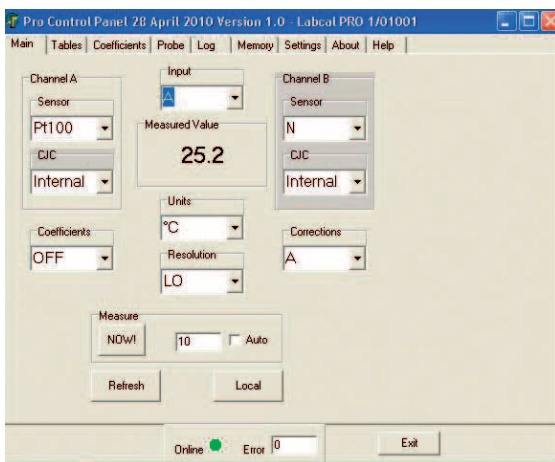 Pro Control Panel 28 April 2010 Version 1.0 - Labcal PRO 1/01001
Main Tables Coefficients Probe Log Memory Settings About Help
Channel A
Sensor
Pt100
CJC
Internal
Input
A
Measured Value
25.2
Channel B
Sensor
N
CJC
Internal
Units
°C
Coefficients
OFF
Resolution
LO
Corrections
A
Measure
NOW! 10 Auto
Refresh Local
Online Error 0 Exit